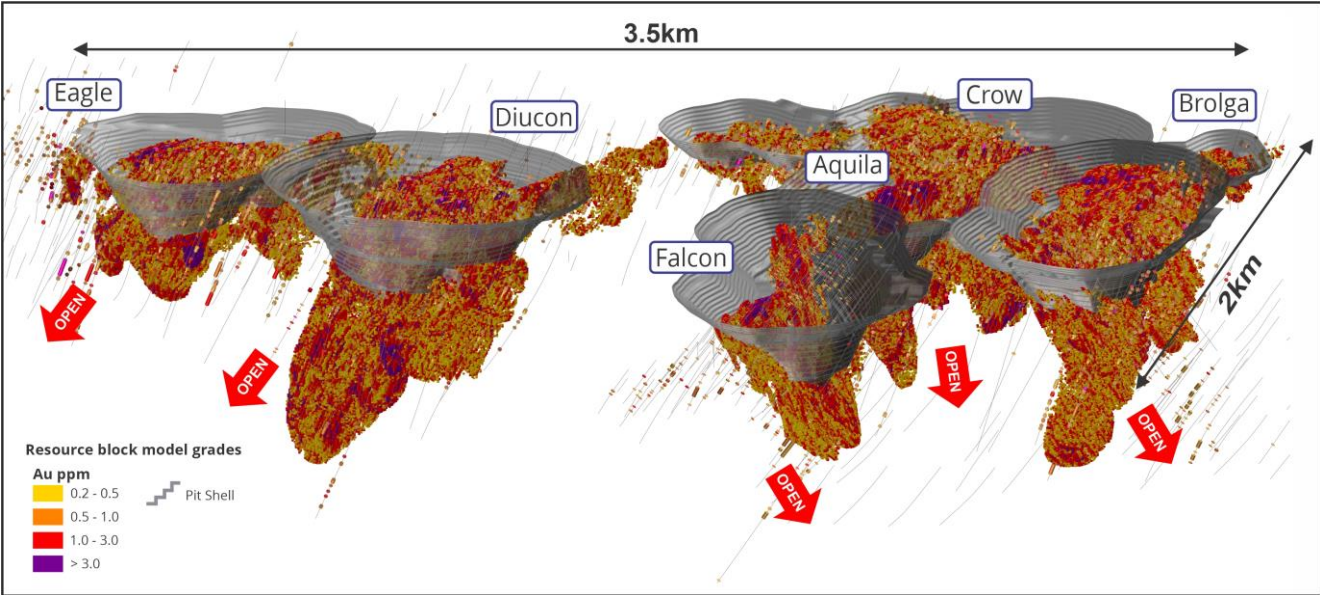 3.5km
Eagle
Diucon
Crow
Brolga
Aquila
Falcon
2km
OPEN
OPEN
OPEN
OPEN
OPEN
Resource block model grades
Au ppm
0.2 - 0.5
0.5 - 1.0
1.0 - 3.0
> 3.0
Pit Shell